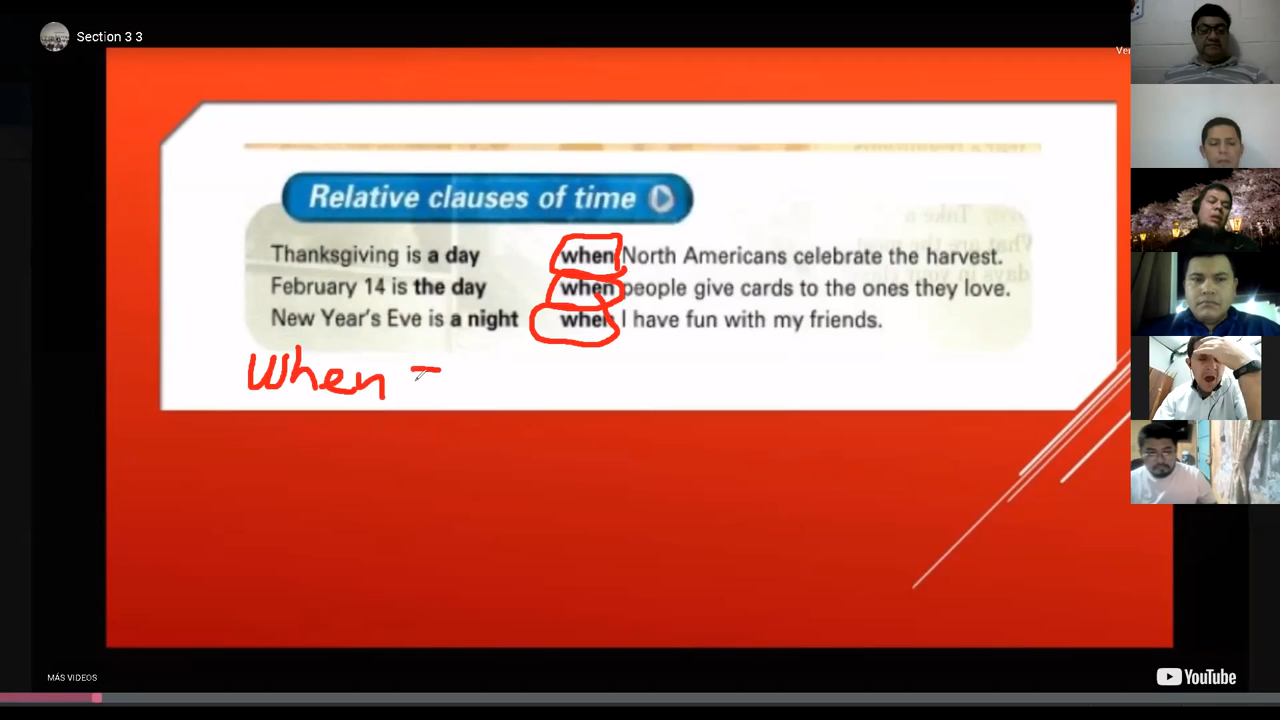 Section 3 3
Ver
Relative clauses of time
Thanksgiving is a day when North Americans celebrate the harvest.
February 14 is the day when people give cards to the ones they love.
New Year's Eve is a night when I have fun with my friends.
When -
MÁS VIDEOS
YouTube